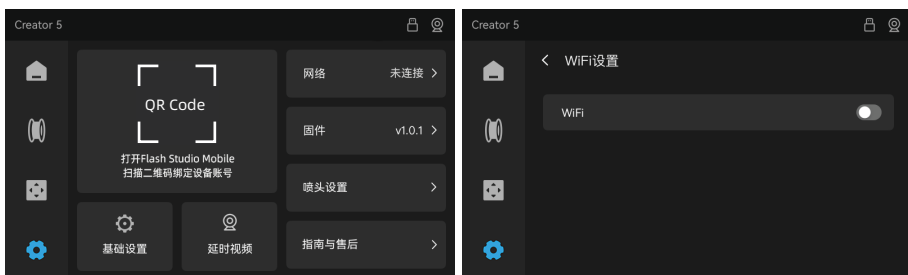 Creator 5
QR Code
打开Flash Studio Mobile
扫描二维码绑定设备账号
基础设置
延时视频
网络 未连接
固件 v1.0.1
喷头设置
指南与售后
Creator 5
WiFi设置
WiFi